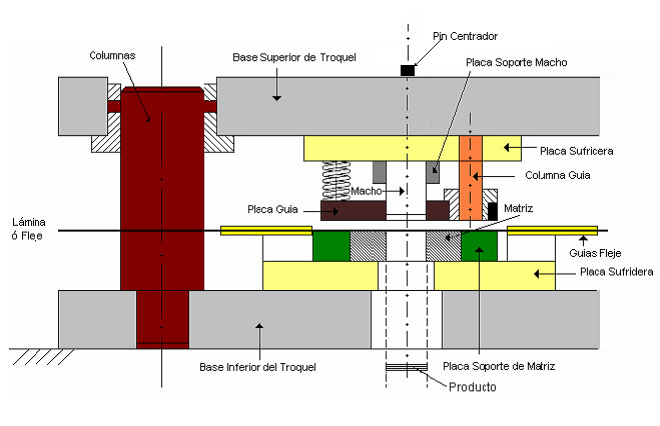 Pin Centrador
Columnas
Base Superior de Troquel
Placa Soporte Macho
Placa Sufricera
Columna Guia
Macho
Placa Guia
Matriz
Lámina
ó Fleje
Guias Fleje
Placa Sufridera
Base Inferior del Troquel
Placa Soporte de Matriz
Producto